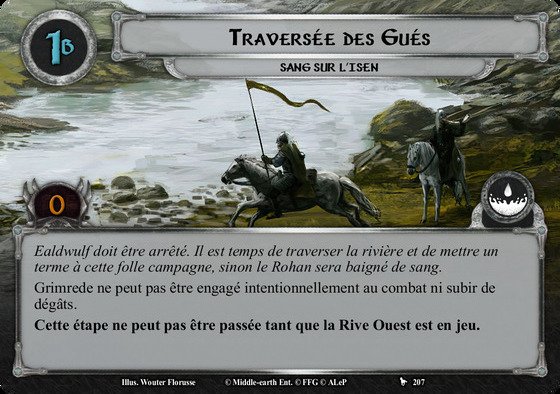 1B
TRAVERSÉE DES GUÉS
SANG SUR L'ISEN
0
Ealdwulf doit être arrêté. Il est temps de traverser la rivière et de mettre un
terme à cette folle campagne, sinon le Rohan sera baigné de sang.
Grimrede ne peut pas être engagé intentionnellement au combat ni subir de
dégâts.
Cette étape ne peut pas être passée tant que la Rive Ouest est en jeu.
Illus. Wouter Florusse © Middle-earth Ent. © FFG © ALeP 207